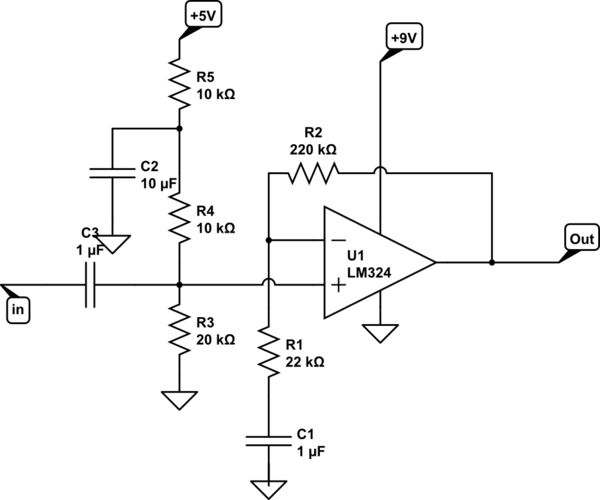 +5V
R5
10 kΩ
+9V
R2
220 kΩ
C2
10 µF
R4
10 kΩ
C3
1 µF
−
U1
LM324
+
Out
in
R3
20 kΩ
R1
22 kΩ
C1
1 µF